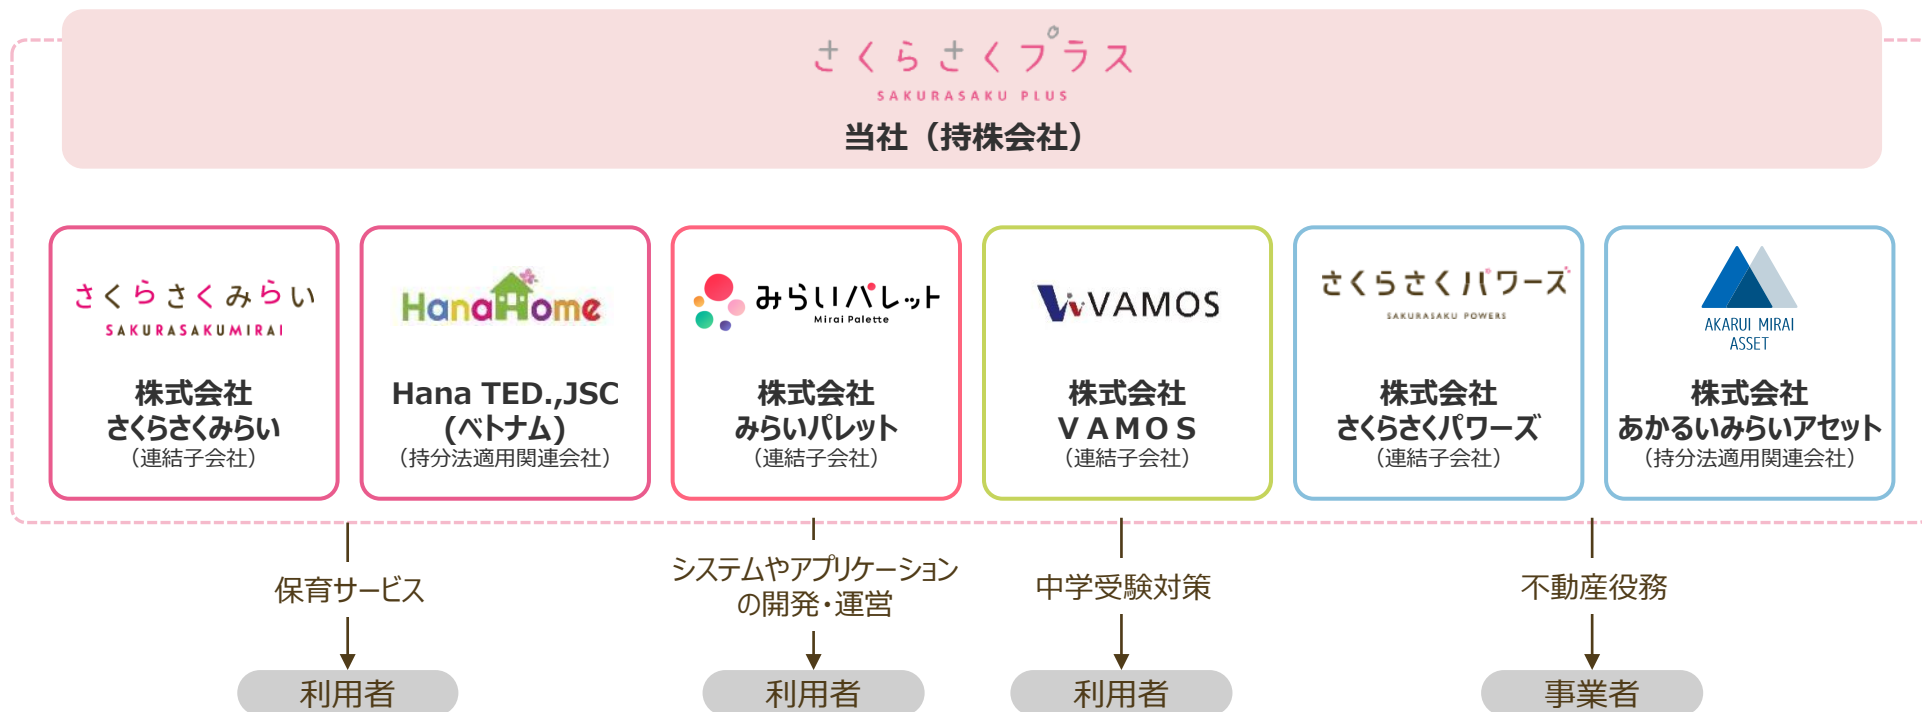 さくらさくプラス
SAKURASAKU PLUS
当社（持株会社）
さくらさくみらい
SAKURASAKUMIRAI
株式会社
さくらさくみらい
（連結子会社）
HanaHome
Hana TED.,JSC
(ベトナム)
（持分法適用関連会社）
みらいパレット
Mirai Palette
株式会社
みらいパレット
（連結子会社）
VAMOS
株式会社
ＶＡＭＯＳ
（連結子会社）
さくらさくパワーズ
SAKURASAKU POWERS
株式会社
さくらさくパワーズ
（連結子会社）
AKARUI MIRAI
ASSET
株式会社
あかるいみらいアセット
（持分法適用関連会社）
保育サービス
システムやアプリケーション
の開発・運営
中学受験対策
不動産役務
利用者
利用者
利用者
事業者